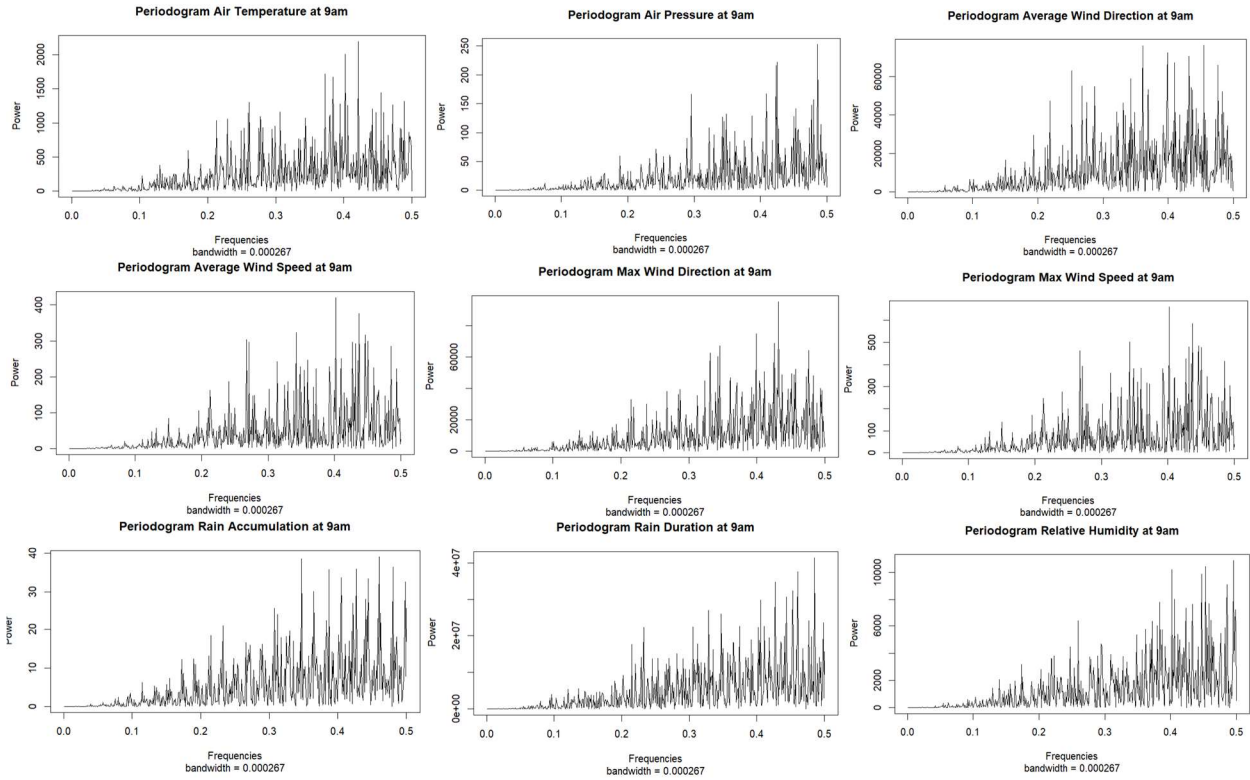 Periodogram Air Temperature at 9am
Power
2000
1500
1000
500
0
0.0 0.1 0.2 0.3 0.4 0.5
Frequencies
bandwidth = 0.000267
Periodogram Air Pressure at 9am
Power
250
200
150
100
50
0
0.0 0.1 0.2 0.3 0.4 0.5
Frequencies
bandwidth = 0.000267
Periodogram Average Wind Direction at 9am
Power
60000
40000
20000
0
0.0 0.1 0.2 0.3 0.4 0.5
Frequencies
bandwidth = 0.000267
Periodogram Average Wind Speed at 9am
Power
400
300
200
100
0
0.0 0.1 0.2 0.3 0.4 0.5
Frequencies
bandwidth = 0.000267
Periodogram Max Wind Direction at 9am
Power
60000
20000
0
0.0 0.1 0.2 0.3 0.4 0.5
Frequencies
bandwidth = 0.000267
Periodogram Max Wind Speed at 9am
Power
500
300
100
0
0.0 0.1 0.2 0.3 0.4 0.5
Frequencies
bandwidth = 0.000267
Periodogram Rain Accumulation at 9am
Power
40
30
20
10
0
0.0 0.1 0.2 0.3 0.4 0.5
Frequencies
bandwidth = 0.000267
Periodogram Rain Duration at 9am
Power
4e+07
2e+07
0e+00
0.0 0.1 0.2 0.3 0.4 0.5
Frequencies
bandwidth = 0.000267
Periodogram Relative Humidity at 9am
Power
10000
6000
2000
0
0.0 0.1 0.2 0.3 0.4 0.5
Frequencies
bandwidth = 0.000267